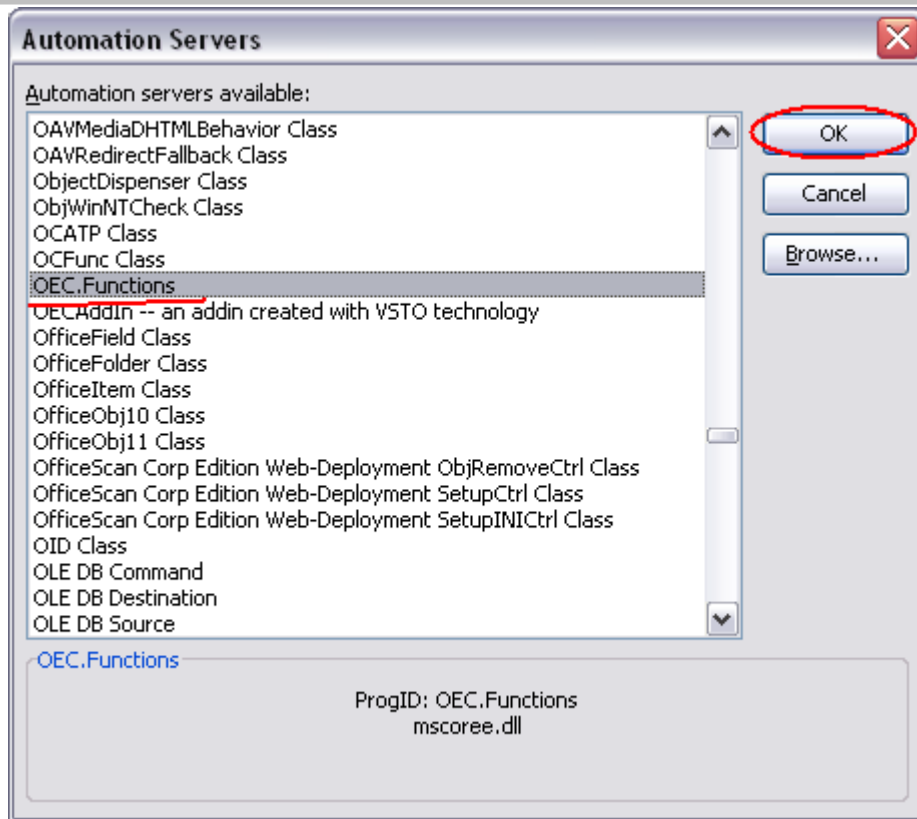 Automation Servers
Automation servers available:
OAVMediaDHTMLBehavior Class
OAVRedirectFallback Class
ObjectDispenser Class
ObjWinNTCheck Class
OCATP Class
OCFunc Class
OEC.Functions
OECAddIn -- an addin created with VSTO technology
OfficeField Class
OfficeFolder Class
OfficeItem Class
OfficeObj10 Class
OfficeObj11 Class
OfficeScan Corp Edition Web-Deployment ObjRemoveCtrl Class
OfficeScan Corp Edition Web-Deployment SetupCtrl Class
OfficeScan Corp Edition Web-Deployment SetupINICtrl Class
OID Class
OLE DB Command
OLE DB Destination
OLE DB Source
OK
Cancel
Browse...
OEC.Functions
ProgID: OEC.Functions
mscoree.dll